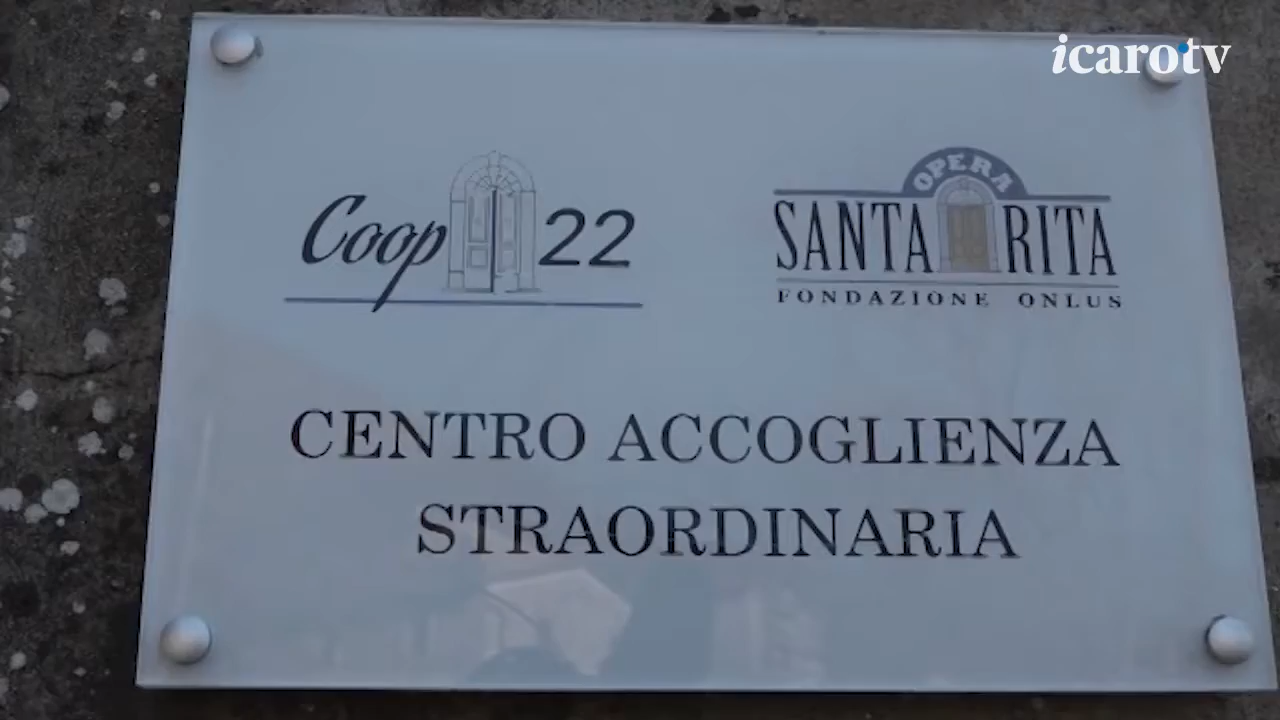 icarotv
Coop 22
OPERA
SANTA RITA
FONDAZIONE ONLUS
CENTRO ACCOGLIENZA
STRAORDINARIA